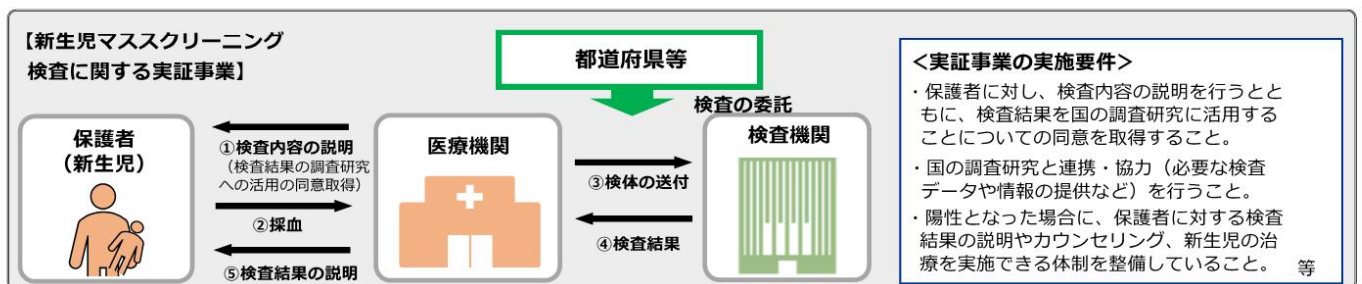 【新生児マススクリーニング
検査に関する実証事業】
都道府県等
検査の委託
保護者
（新生児）
①検査内容の説明
（検査結果の調査研究
への活用の同意取得）
②採血
⑤検査結果の説明
医療機関
③検体の送付
④検査結果
検査機関
＜実証事業の実施要件＞
・保護者に対し、検査内容の説明を行うとと
もに、検査結果を国の調査研究に活用する
ことについての同意を取得すること。
・国の調査研究と連携・協力（必要な検査
データや情報の提供など）を行うこと。
・陽性となった場合に、保護者に対する検査
結果の説明やカウンセリング、新生児の治
療を実施できる体制を整備していること。 等